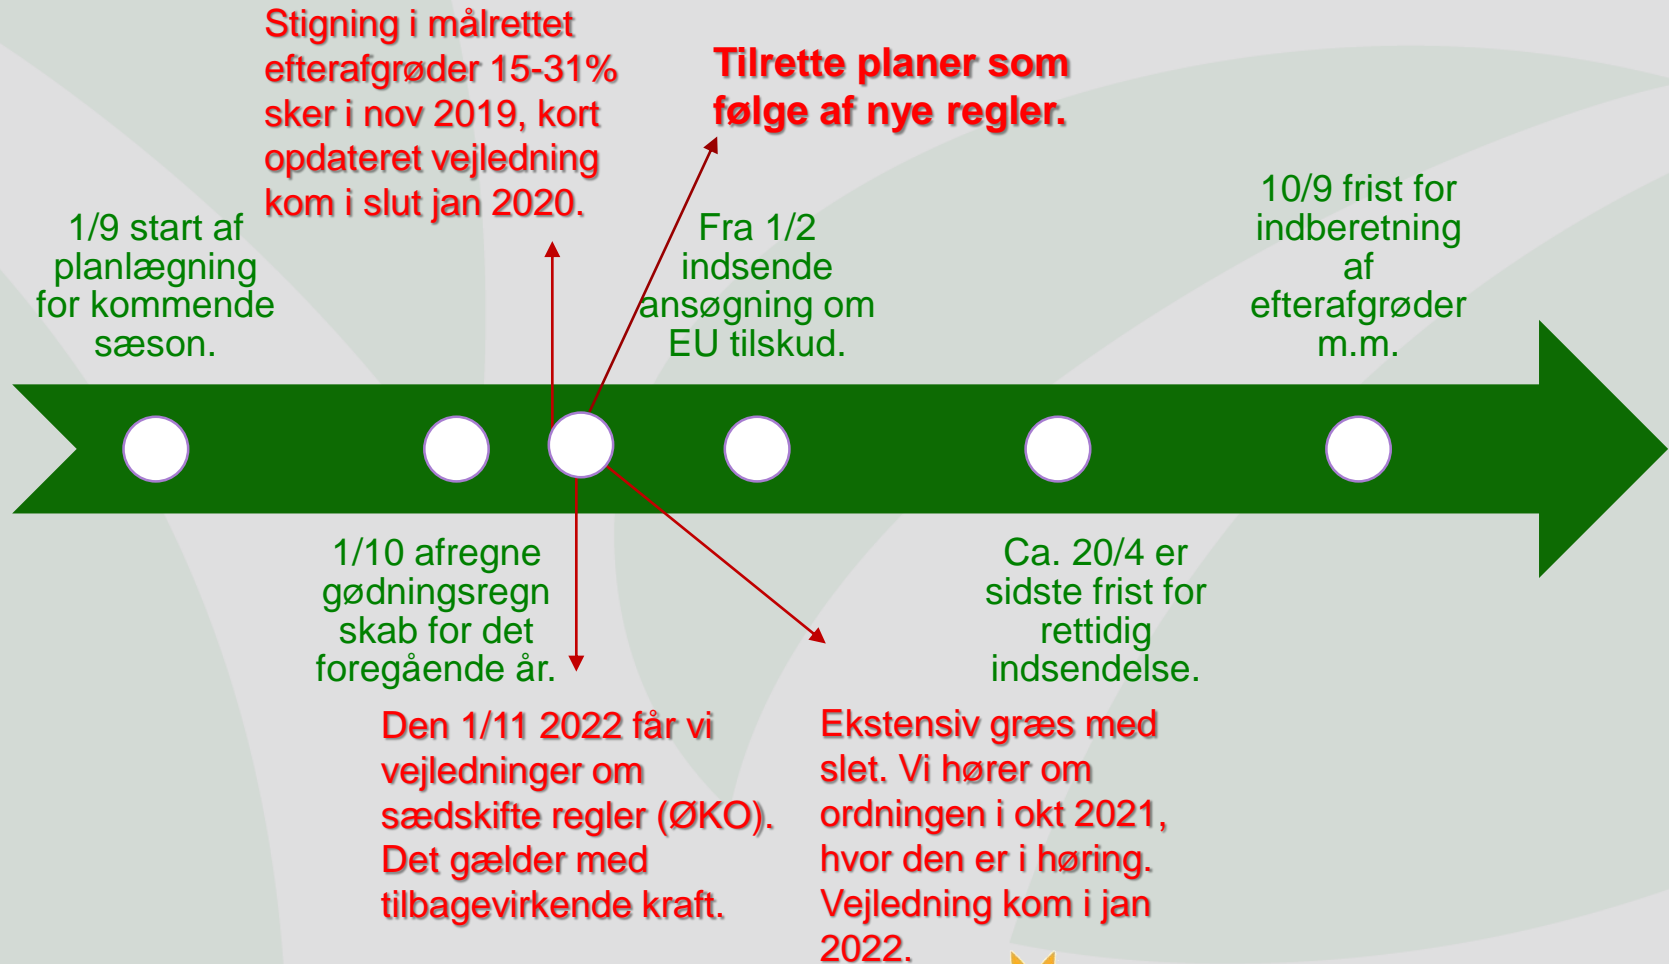 Stigning i målrettet
efterafgrøder 15-31%
sker i nov 2019, kort
opdateret vejledning
kom i slut jan 2020.
Tilrette planer som
følge af nye regler.
1/9 start af
planlægning
for kommende
sæson.
Fra 1/2
indsende
ansøgning om
EU tilskud.
10/9 frist for
indberetning
af
efterafgrøder
m.m.
1/10 afregne
gødningsregn
skab for det
foregående år.
Ca. 20/4 er
sidste frist for
rettidig
indsendelse.
Den 1/11 2022 får vi
vejledninger om
sædskifte regler (ØKO).
Det gælder med
tilbagevirkende kraft.
Ekstensiv græs med
slet. Vi hører om
ordningen i okt 2021,
hvor den er i høring.
Vejledning kom i jan
2022.